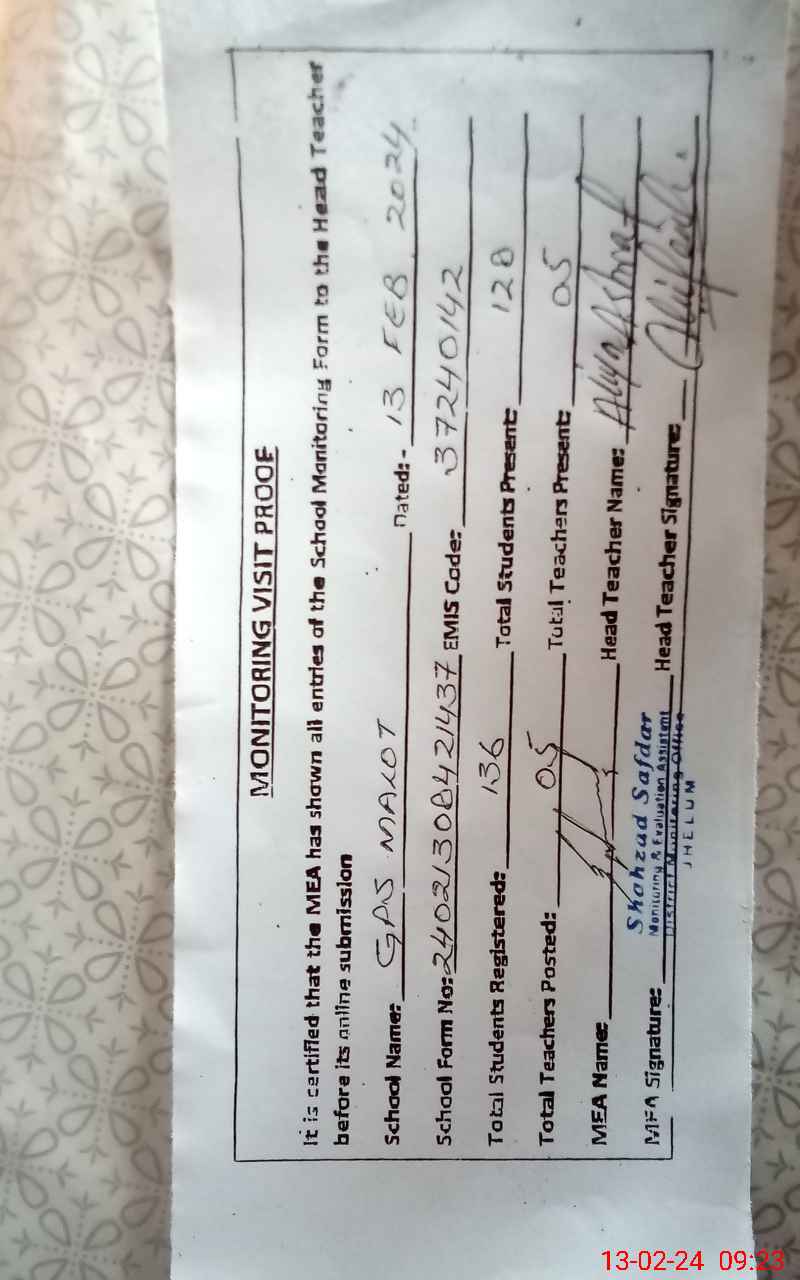 MONITORING VISIT PROOF
It is certified that the MEA has shown all entries of the School Monitoring Form to the Head Teacher
before its online submission
School Name: GPS MAKOT Dated: - 13 FEB 2024
School Form No: 24021308421437 EMIS Code: 37240142
Total Students Registered: 136 Total Students Present: 128
Total Teachers Posted: 05 Total Teachers Present: 05
MEA Name: Head Teacher Name: Aliya Ashraf
MEA Signature: Head Teacher Signature:
Shahzad Safdar
Monitoring & Evaluation Assistant
District Monitoring Office
JHELUM
13-02-24 09:23